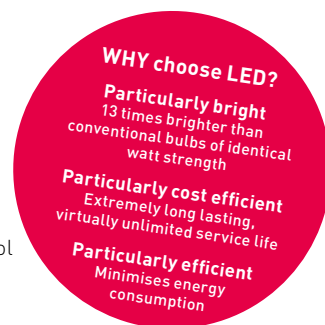 WHY choose LED?
Particularly bright
13 times brighter than
conventional bulbs of identical
watt strength
Particularly cost efficient
Extremely long lasting,
virtually unlimited service life
Particularly efficient
Minimises energy
consumption
ol